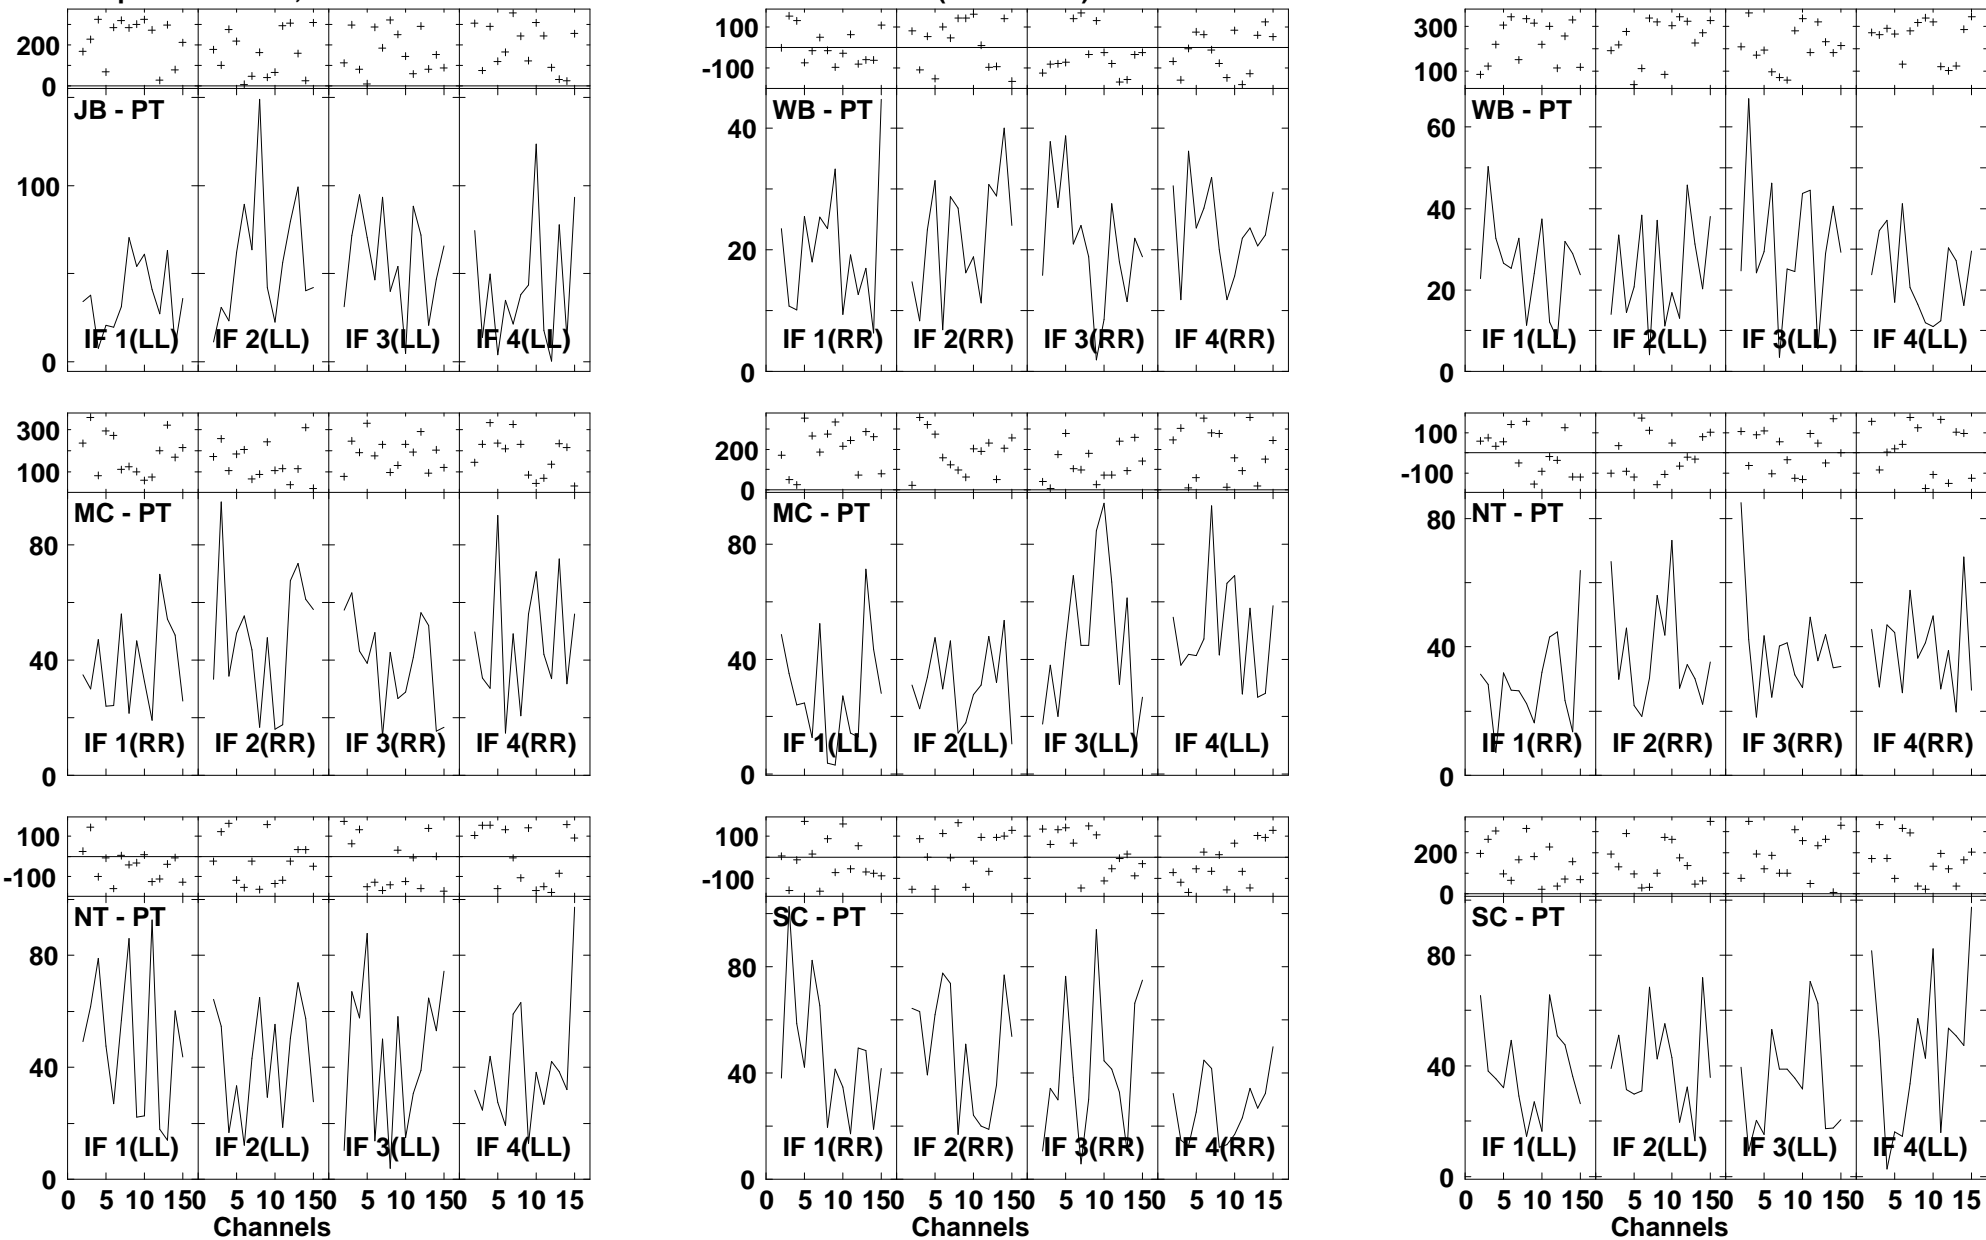 200 100 300
0 -100 100
JB - PT WB - PT WB - PT
100 40 60
20 40
20
0 0 0
IF 1(LL) IF 2(LL) IF 3(LL) IF 4(LL) IF 1(RR) IF 2(RR) IF 3(RR) IF 4(RR) IF 1(LL) IF 2(LL) IF 3(LL) IF 4(LL)
300 200 100
100 0 -100
MC - PT MC - PT NT - PT
80 80 80
40 40 40
IF 1(RR) IF 2(RR) IF 3(RR) IF 4(RR) IF 1(LL) IF 2(LL) IF 3(LL) IF 4(LL) IF 1(RR) IF 2(RR) IF 3(RR) IF 4(RR)
0 0 0
100 100 200
-100 -100 0
NT - PT SC - PT SC - PT
80 80 80
40 40 40
IF 1(LL) IF 2(LL) IF 3(LL) IF 4(LL) IF 1(RR) IF 2(RR) IF 3(RR) IF 4(RR) IF 1(LL) IF 2(LL) IF 3(LL) IF 4(LL)
0 0 0
0 5 10 150 5 10 150 5 10 150 5 10 15 0 5 10 150 5 10 150 5 10 150 5 10 15 0 5 10 150 5 10 150 5 10 150 5 10 15
Channels Channels Channels